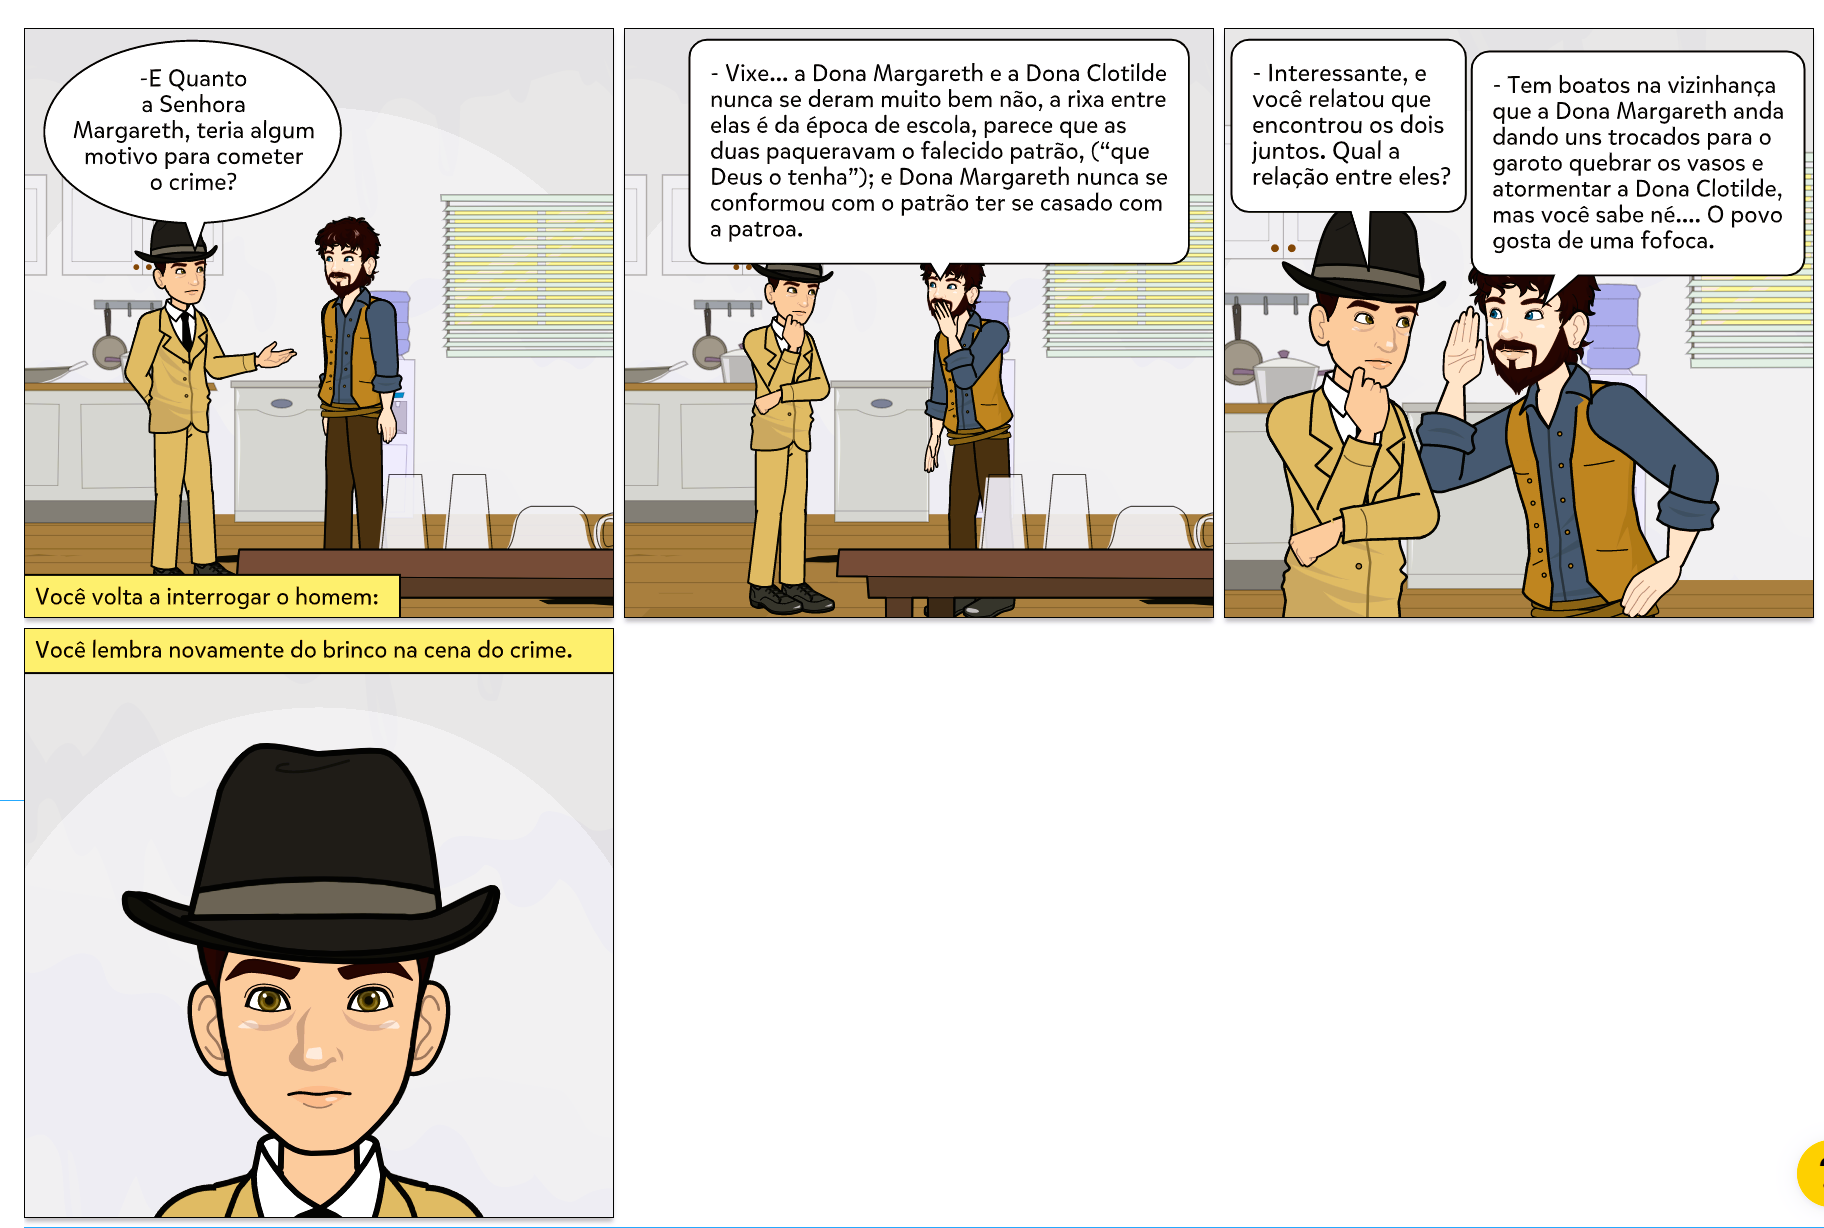 -E Quanto
a Senhora
Margareth, teria algum
motivo para cometer
o crime?
Você volta a interrogar o homem:
- Vixe... a Dona Margareth e a Dona Clotilde
nunca se deram muito bem não, a rixa entre
elas é da época de escola, parece que as
duas paqueravam o falecido patrão, (“que
Deus o tenha”); e Dona Margareth nunca se
conformou com o patrão ter se casado com
a patroa.
- Interessante, e
você relatou que
encontrou os dois
juntos. Qual a
relação entre eles?
- Tem boatos na vizinhança
que a Dona Margareth anda
dando uns trocados para o
garoto quebrar os vasos e
atormentar a Dona Clotilde,
mas você sabe né.... O povo
gosta de uma fofoca.
Você lembra novamente do brinco na cena do crime.